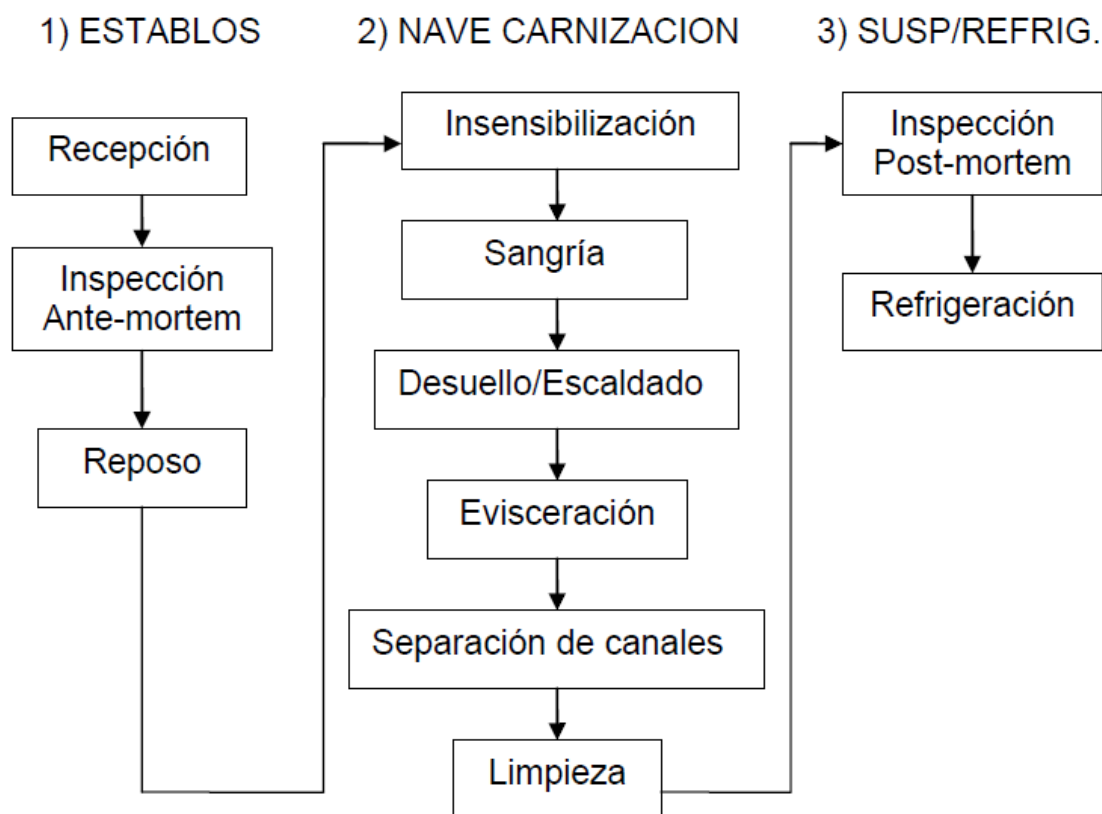 1) ESTABLOS
Recepción
Inspección
Ante-mortem
Reposo
2) NAVE CARNIZACION
Insensibilización
Sangría
Desuello/Escaldado
Evisceración
Separación de canales
Limpieza
3) SUSP/REFRIG.
Inspección
Post-mortem
Refrigeración